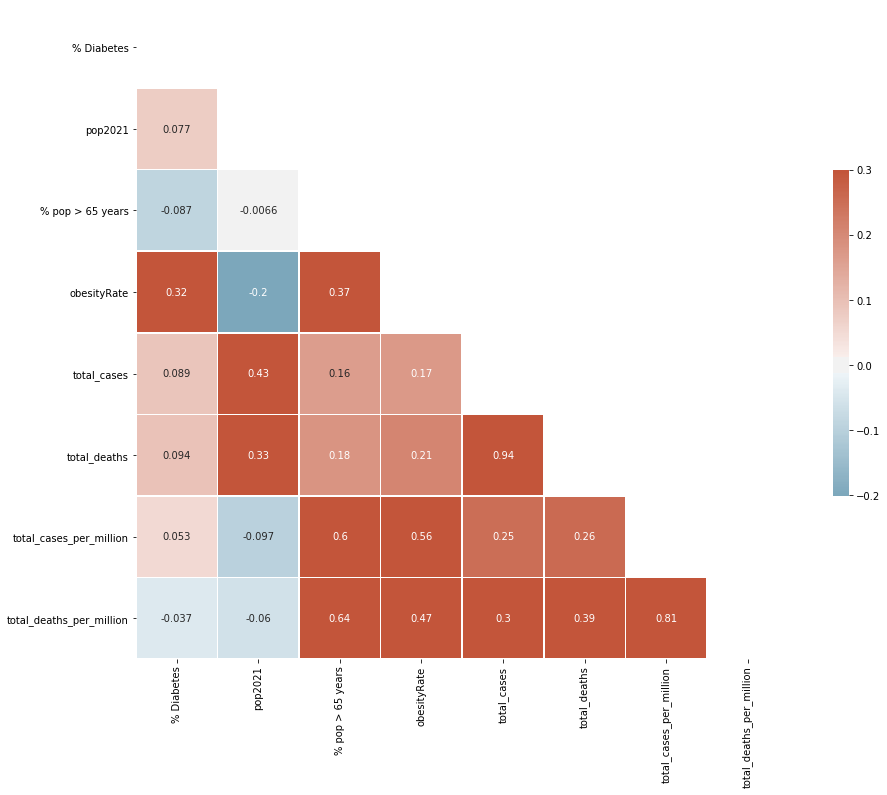 % Diabetes
pop2021
0.077
% pop > 65 years
-0.087
-0.0066
obesityRate
0.32
-0.2
0.37
total_cases
0.089
0.43
0.16
0.17
total_deaths
0.094
0.33
0.18
0.21
0.94
total_cases_per_million
0.053
-0.097
0.6
0.56
0.25
0.26
total_deaths_per_million
-0.037
-0.06
0.64
0.47
0.3
0.39
0.81
% Diabetes
pop2021
% pop > 65 years
obesityRate
total_cases
total_deaths
total_cases_per_million
total_deaths_per_million
0.3
0.2
0.1
0.0
−0.1
−0.2